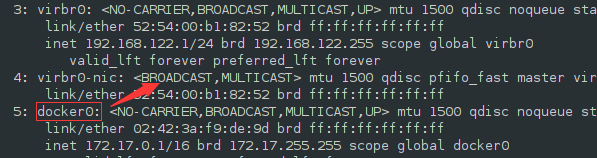 3: virbr0: <NO-CARRIER,BROADCAST,MULTICAST,UP> mtu 1500 qdisc noqueue sta
link/ether 52:54:00:b1:82:52 brd ff:ff:ff:ff:ff:ff
inet 192.168.122.1/24 brd 192.168.122.255 scope global virbr0
valid_lft forever preferred_lft forever
4: virbr0-nic: <BROADCAST,MULTICAST> mtu 1500 qdisc pfifo_fast master vir
link/ether 52:54:00:b1:82:52 brd ff:ff:ff:ff:ff:ff
5: docker0: <NO-CARRIER,BROADCAST,MULTICAST,UP> mtu 1500 qdisc noqueue st
link/ether 02:42:3a:f9:de:9d brd ff:ff:ff:ff:ff:ff
inet 172.17.0.1/16 brd 172.17.255.255 scope global docker0